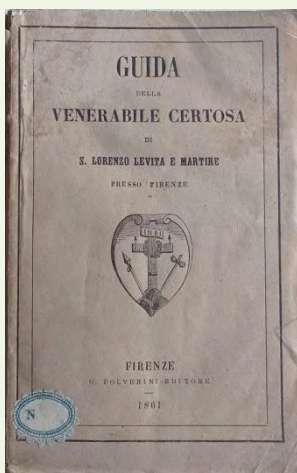 GUIDA
DELLA
VENERABILE CERTOSA
DI
S. LORENZO LEVITA E MARTIRE
PRESSO FIRENZE
FIRENZE
G. POLVERINI EDITORE
1861
N